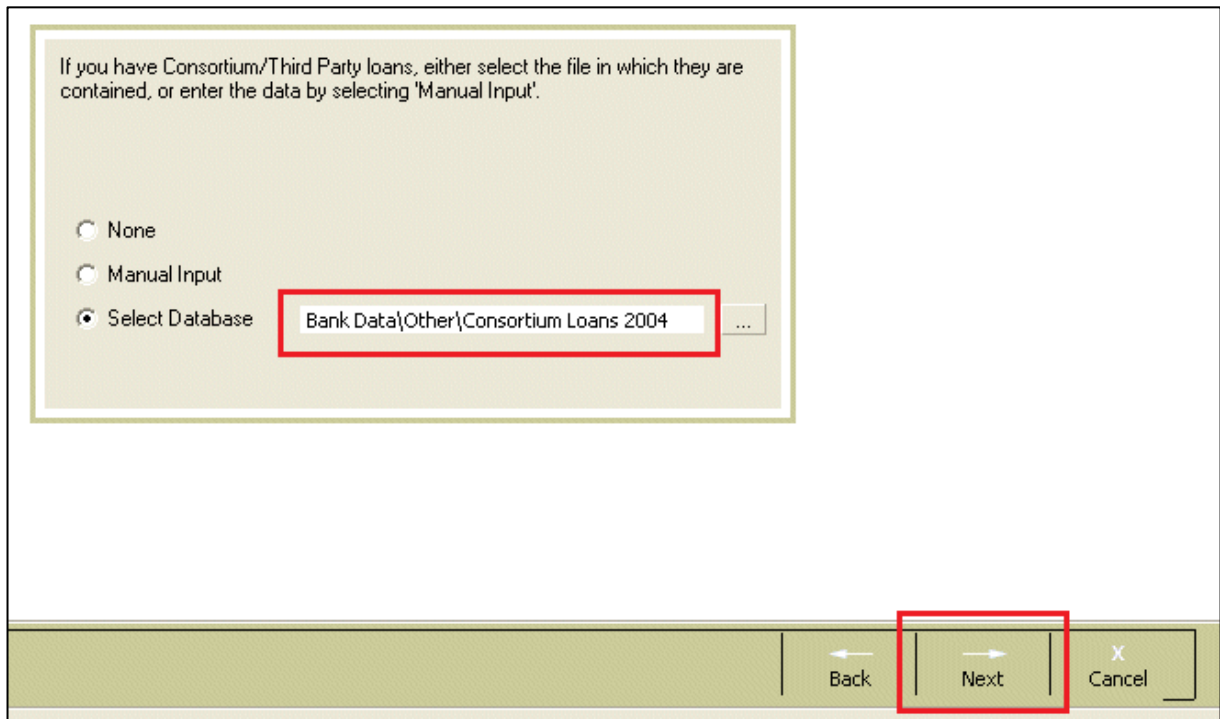 If you have Consortium/Third Party loans, either select the file in which they are
contained, or enter the data by selecting 'Manual Input'.
None
Manual Input
Select Database Bank Data\Other\Consortium Loans 2004 ...
Back Next X Cancel